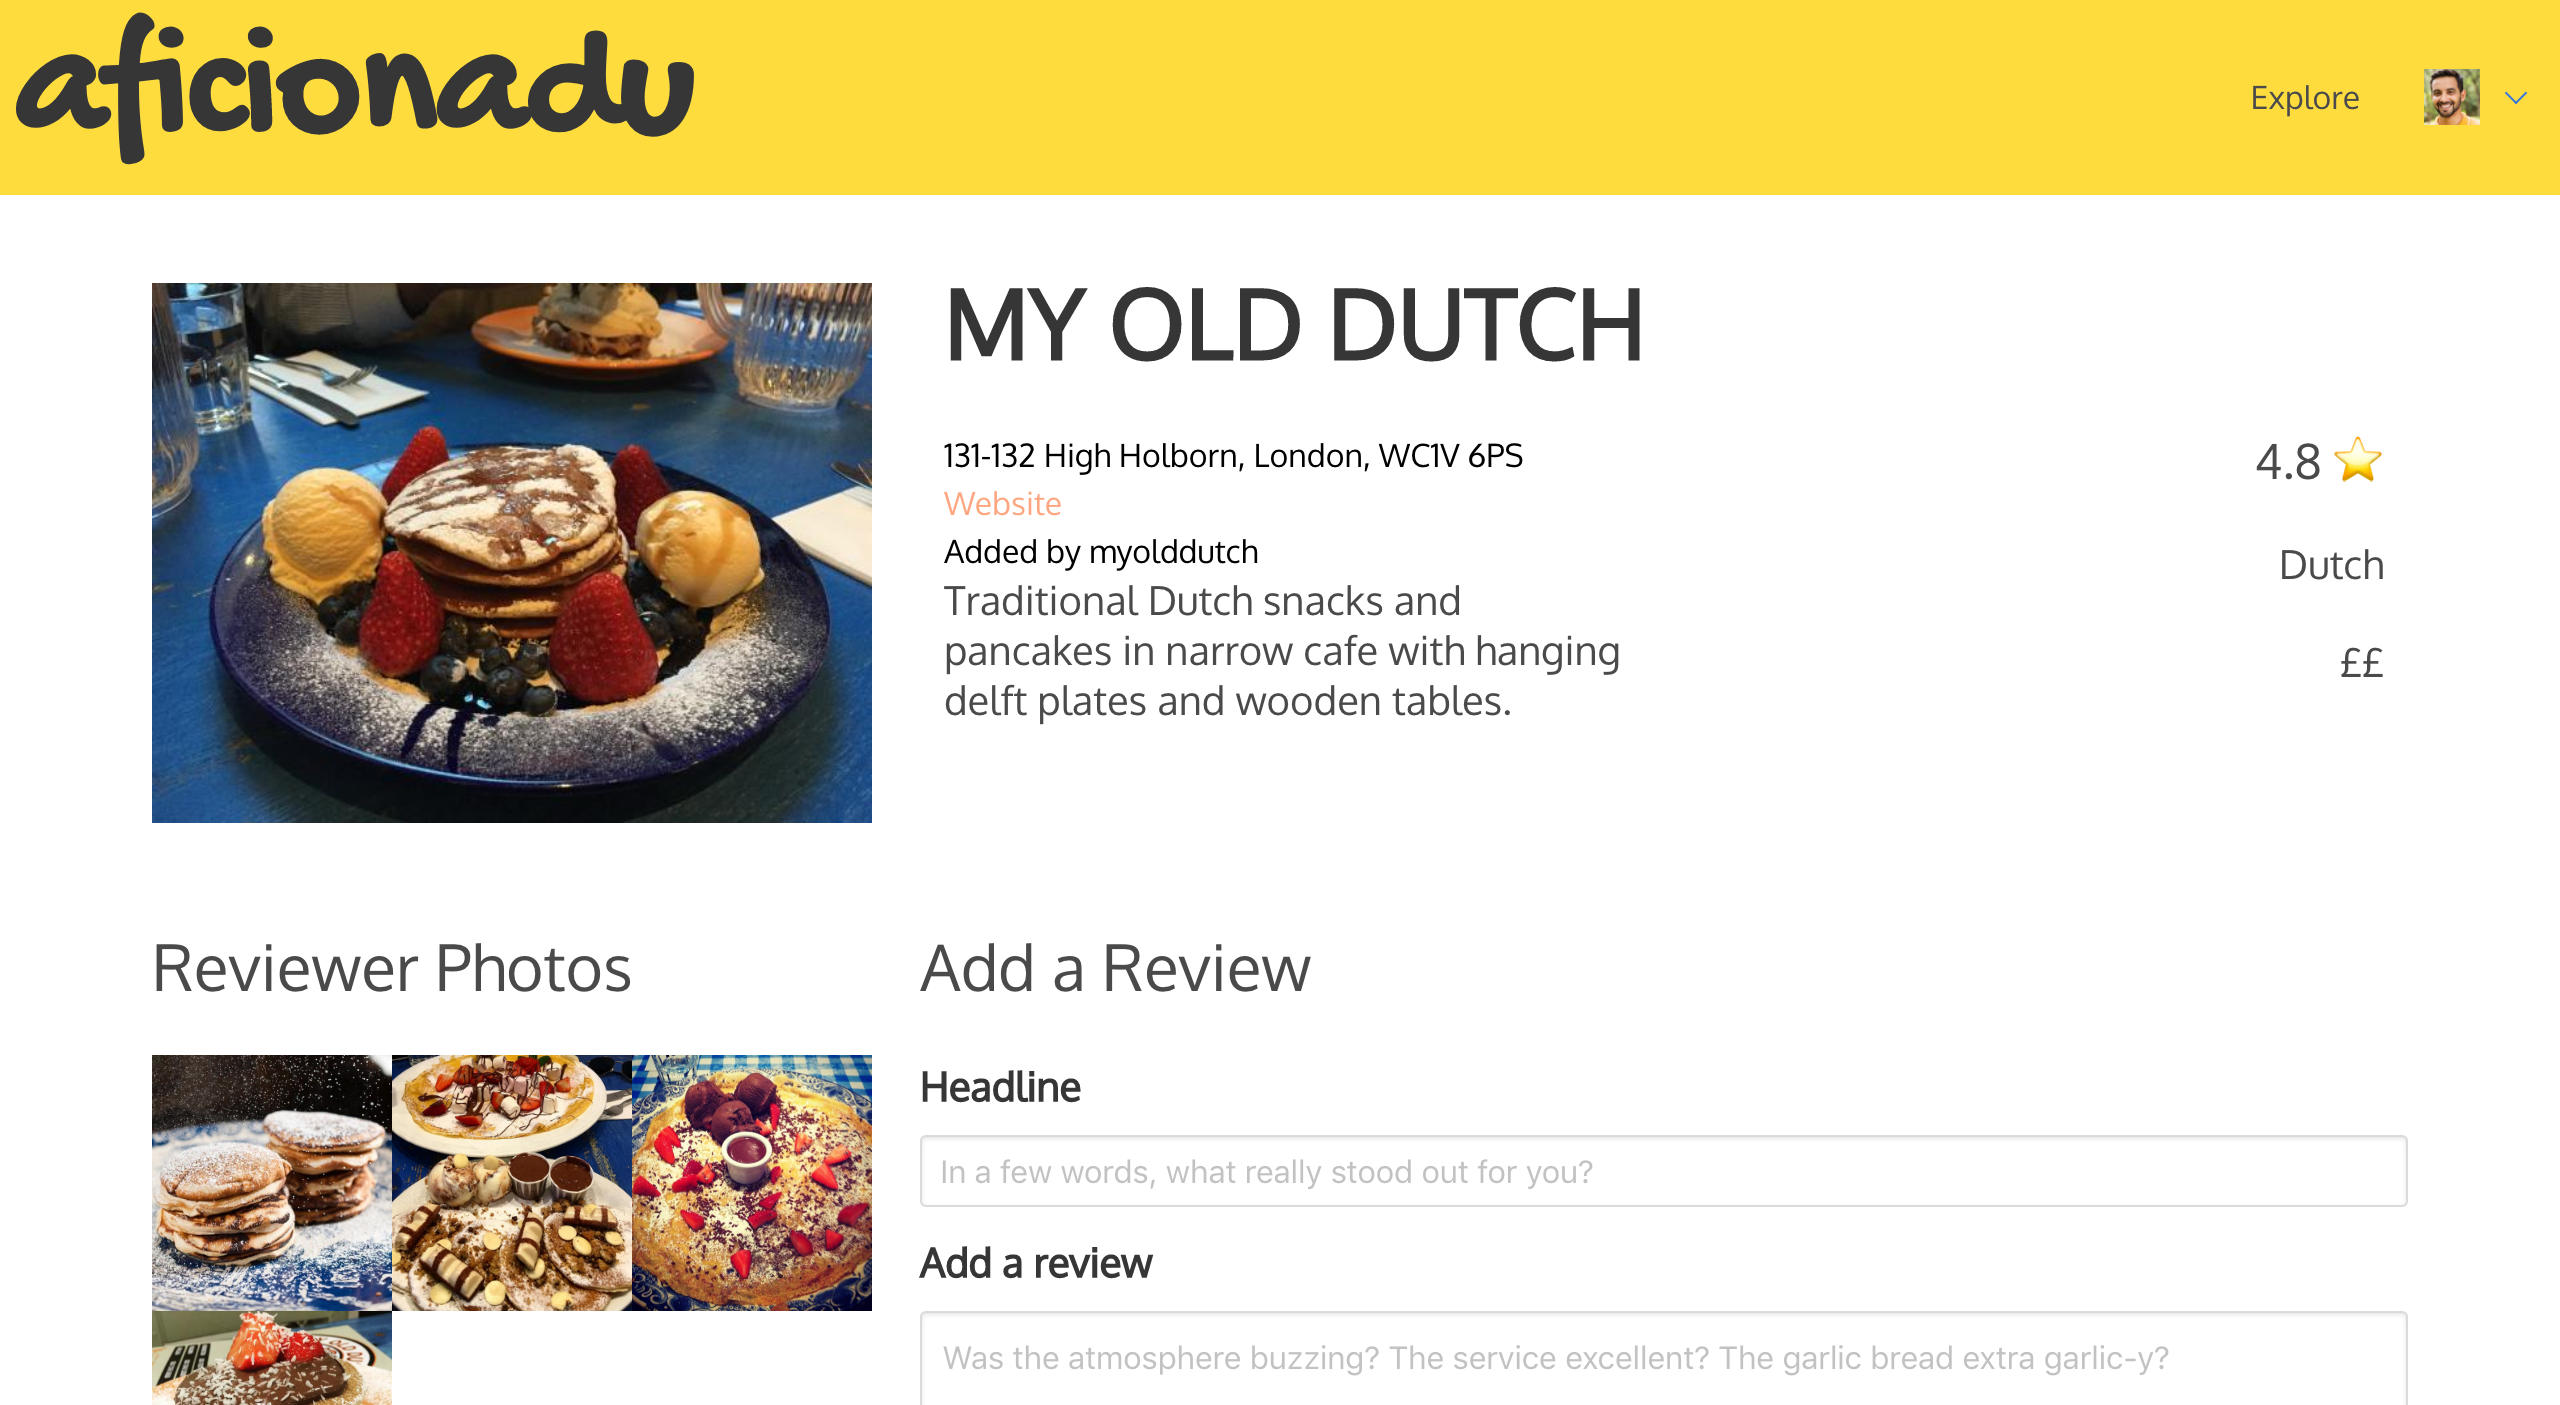 aficionadu
Explore
MY OLD DUTCH
131-132 High Holborn, London, WC1V 6PS
4.8
Website
Added by myolddutch
Dutch
Traditional Dutch snacks and
pancakes in narrow cafe with hanging
££
delft plates and wooden tables.
Reviewer Photos
Add a Review
Headline
In a few words, what really stood out for you?
Add a review
Was the atmosphere buzzing? The service excellent? The garlic bread extra garlic-y?